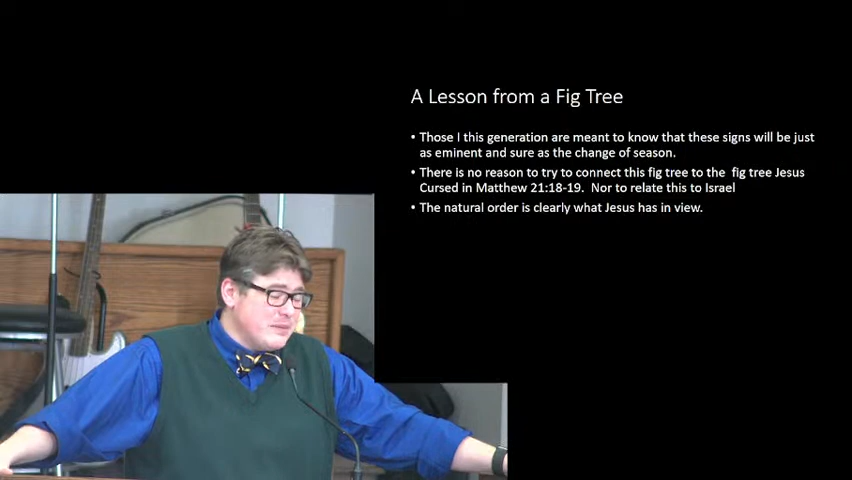 A Lesson from a Fig Tree
• Those I this generation are meant to know that these signs will be just
as eminent and sure as the change of season.
• There is no reason to try to connect this fig tree to the  fig tree Jesus
Cursed in Matthew 21:18-19.  Nor to relate this to Israel
• The natural order is clearly what Jesus has in view.